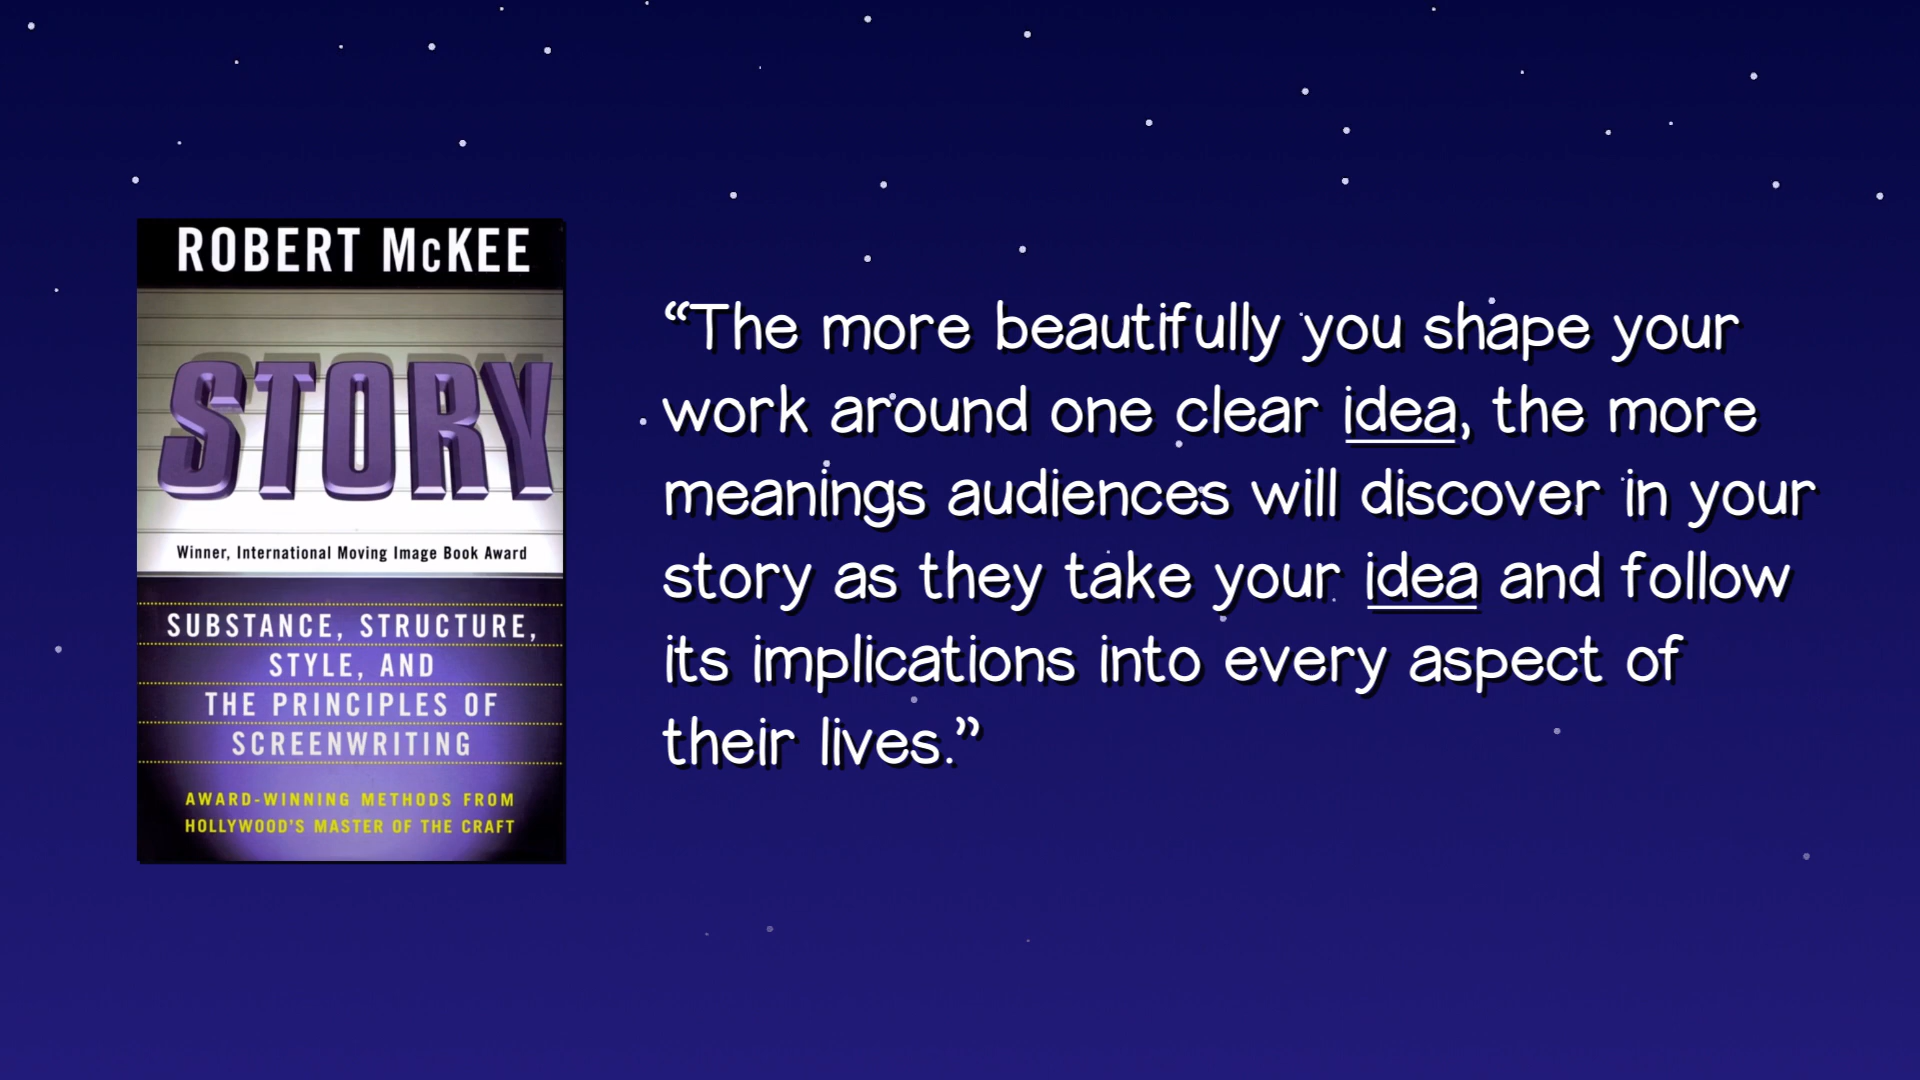 ROBERT McKEE
STORY
Winner, International Moving Image Book Award
SUBSTANCE, STRUCTURE,
STYLE, AND
THE PRINCIPLES OF
SCREENWRITING
AWARD-WINNING METHODS FROM
HOLLYWOOD'S MASTER OF THE CRAFT
“The more beautifully you shape your
work around one clear idea, the more
meanings audiences will discover in your
story as they take your idea and follow
its implications into every aspect of
their lives.”